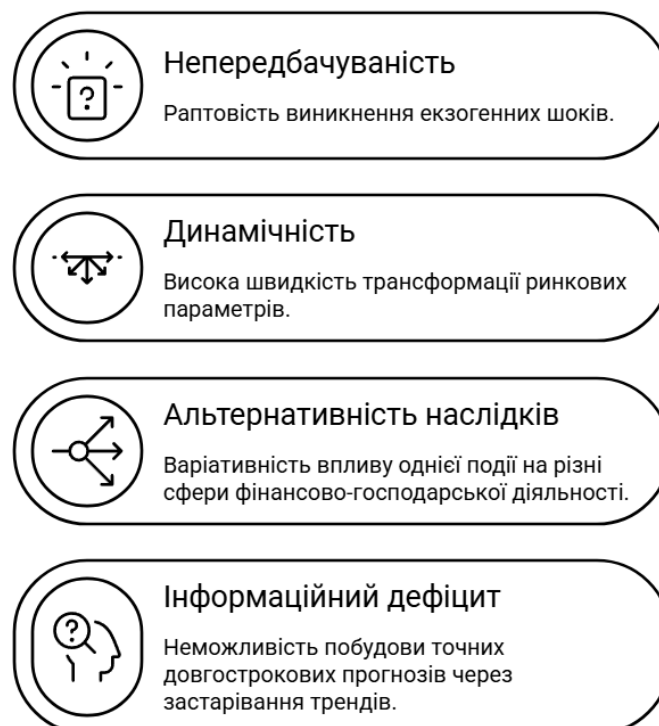 ?
Непередбачуваність
Раптовість виникнення екзогенних шоків.
Динамічність
Висока швидкість трансформації ринкових
параметрів.
Альтернативність наслідків
Варіативність впливу однієї події на різні
сфери фінансово-господарської діяльності.
?
Інформаційний дефіцит
Неможливість побудови точних
довгострокових прогнозів через
застарівання трендів.